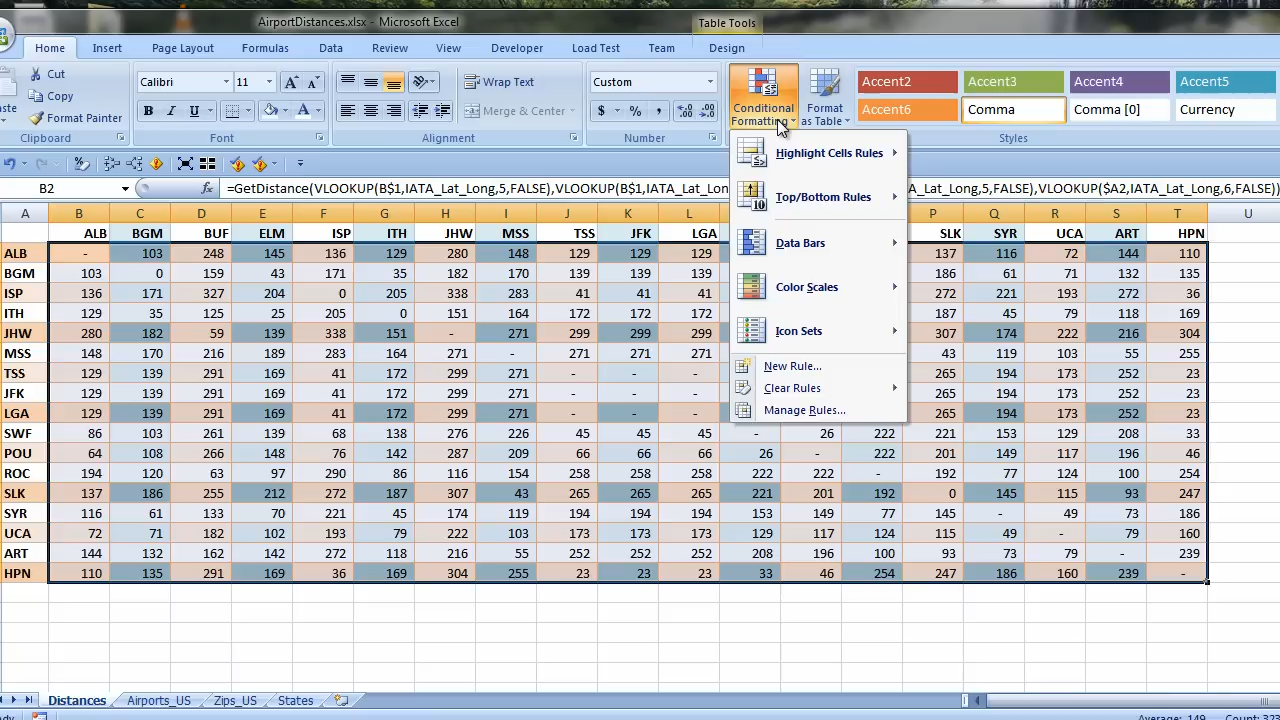 AirportDistances.xlsx - Microsoft Excel Table Tools
Home Insert Page Layout Formulas Data Review View Developer Load Test Team Design
Cut
Copy
Format Painter
Clipboard
Calibri 11
B I U A
Font
Wrap Text
Merge & Center
Alignment
Custom
$ % ,
Number
Conditional Formatting
Format as Table
Accent2 Accent3 Accent4 Accent5
Accent6 Comma Comma [0] Currency
Styles
B2 fx =GetDistance(VLOOKUP(B$1,IATA_Lat_Long,5,FALSE),VLOOKUP(B$1,IATA_Lon A_Lat_Long,5,FALSE),VLOOKUP($A2,IATA_Lat_Long,6,FALSE))
Highlight Cells Rules
Top/Bottom Rules
Data Bars
Color Scales
Icon Sets
New Rule...
Clear Rules
Manage Rules...
A B C D E F G H I J K L P Q R S T U
ALB BGM BUF ELM ISP ITH JHW MSS TSS JFK LGA SLK SYR UCA ART HPN
ALB - 103 248 145 136 129 280 148 129 129 129 137 116 72 144 110
BGM 103 0 159 43 171 35 182 170 139 139 139 186 61 71 132 135
ISP 136 171 327 204 0 205 338 283 41 41 41 272 221 193 272 36
ITH 129 35 125 25 205 0 151 164 172 172 172 187 45 79 118 169
JHW 280 182 59 139 338 151 - 271 299 299 299 307 174 222 216 304
MSS 148 170 216 189 283 164 271 - 271 271 271 43 119 103 55 255
TSS 129 139 291 169 41 172 299 271 - - - 265 194 173 252 23
JFK 129 139 291 169 41 172 299 271 - - - 265 194 173 252 23
LGA 129 139 291 169 41 172 299 271 - - - 265 194 173 252 23
SWF 86 103 261 139 68 138 276 226 45 45 45 - 26 222 221 153 129 208 33
POU 64 108 266 148 76 142 287 209 66 66 66 26 - 222 201 149 117 196 46
ROC 194 120 63 97 290 86 116 154 258 258 258 222 222 - 192 77 124 100 254
SLK 137 186 255 212 272 187 307 43 265 265 265 221 201 192 0 145 115 93 247
SYR 116 61 133 70 221 45 174 119 194 194 194 153 149 77 145 - 49 73 186
UCA 72 71 182 102 193 79 222 103 173 173 173 129 117 124 115 49 - 79 160
ART 144 132 162 142 272 118 216 55 252 252 252 208 196 100 93 73 79 - 239
HPN 110 135 291 169 36 169 304 255 23 23 23 33 46 254 247 186 160 239 -
Distances Airports_US Zips_US States
Average: 149